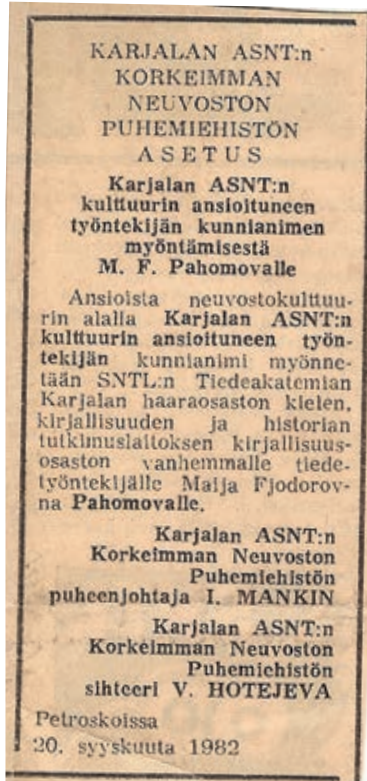 KARJALAN ASNT:n
KORKEIMMAN
NEUVOSTON
PUHEMIEHISTÖN
ASETUS
Karjalan ASNT:n
kulttuurin ansioituneen
työntekijän kunnianimen
myöntämisestä
M. F. Pahomovalle
Ansioista neuvostokulttuu-
rin alalla Karjalan ASNT:n
kulttuurin ansioituneen työn-
tekijän kunnianimi myönne-
tään SNTL:n Tiedeakatemian
Karjalan haaraosaston kielen,
kirjallisuuden ja historian
tutkimuslaitoksen kirjallisuus-
osaston vanhemmalle tiede-
työntekijälle Maija Fjodorov-
na Pahomovalle.
Karjalan ASNT:n
Korkeimman Neuvoston
Puhemiehistön
puheenjohtaja I. MANKIN
Karjalan ASNT:n
Korkeimman Neuvoston
Puhemiehistön
sihteeri V. HOTEJEVA
Petroskoissa
20. syyskuuta 1982